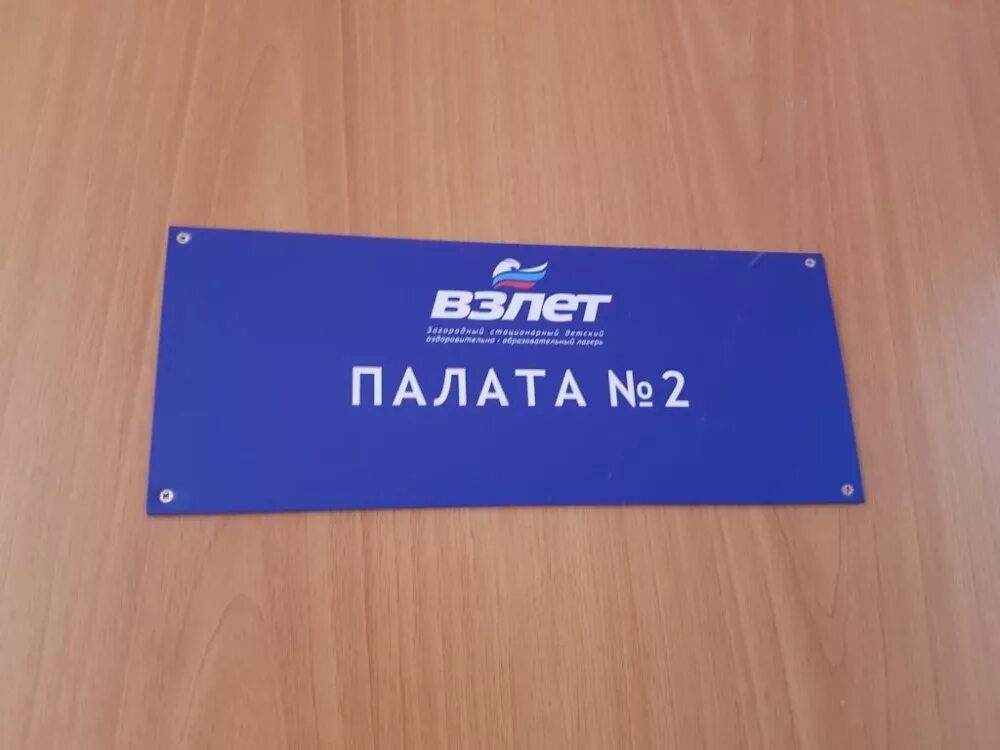 ВЗЛЕТ
Загородный стационарный детский
оздоровительно - образовательный лагерь
ПАЛАТА №2